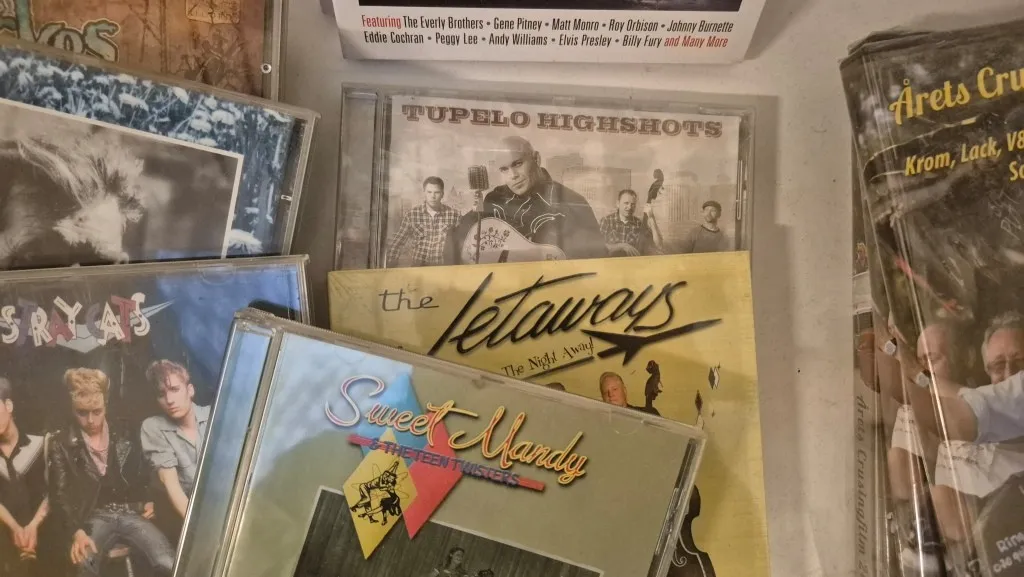 Featuring The Everly Brothers • Gene Pitney • Matt Monro • Roy Orbison • Johnny Burnette
Eddie Cochran • Peggy Lee • Andy Williams • Elvis Presley • Billy Fury and Many More
TUPELO HIGHSHOTS
Årets Cru
Krom, Lack, V8
STRAY CATS
the Jetaways
The Night Away
Sweet Mandy
& THE TEEN TWISTERS
Årets Cruisingfilm